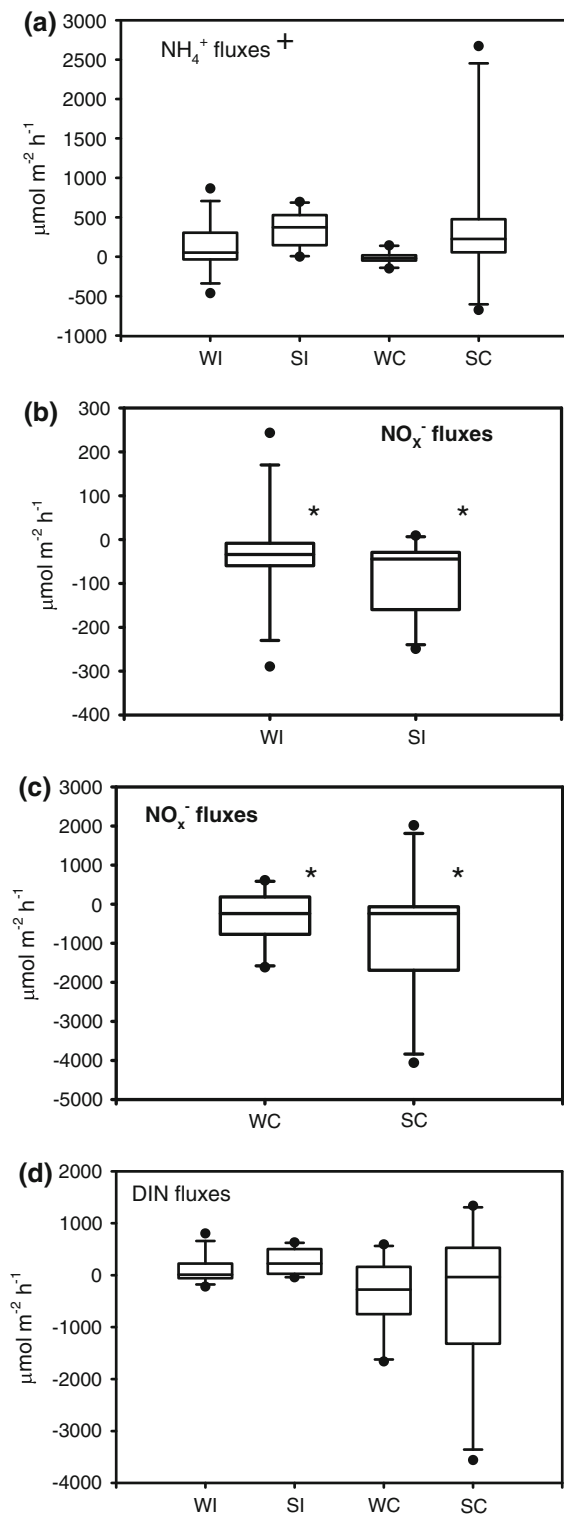 (a)
NH₄⁺ fluxes +
3000
2500
2000
1500
1000
500
0
-500
-1000
μmol m⁻² h⁻¹
WI SI WC SC
(b)
NOₓ⁻ fluxes
300
200
100
0
-100
-200
-300
-400
μmol m⁻² h⁻¹
* *
WI SI
(c)
NOₓ⁻ fluxes
3000
2000
1000
0
-1000
-2000
-3000
-4000
-5000
μmol m⁻² h⁻¹
* *
WC SC
(d)
DIN fluxes
2000
1000
0
-1000
-2000
-3000
-4000
μmol m⁻² h⁻¹
WI SI WC SC